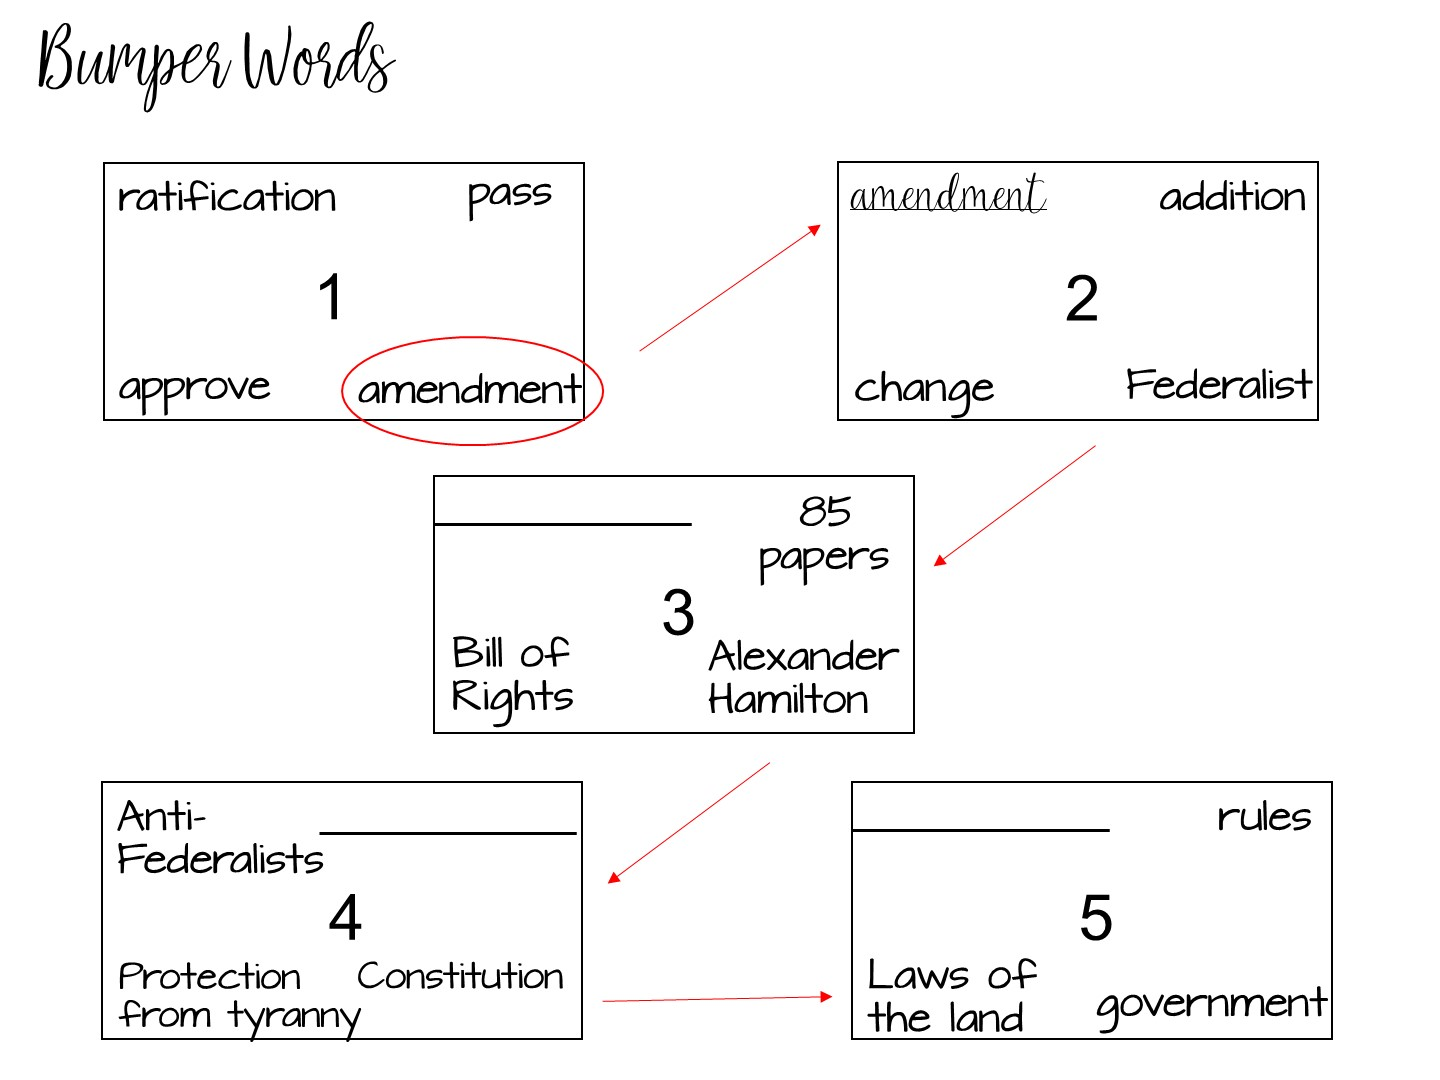 Bumper Words
ratification pass
1
approve amendment
amendment addition
2
change Federalist
85
papers
3
Bill of
Rights
Alexander
Hamilton
Anti-
Federalists
4
Protection
from tyranny
Constitution
rules
5
Laws of
the land
government